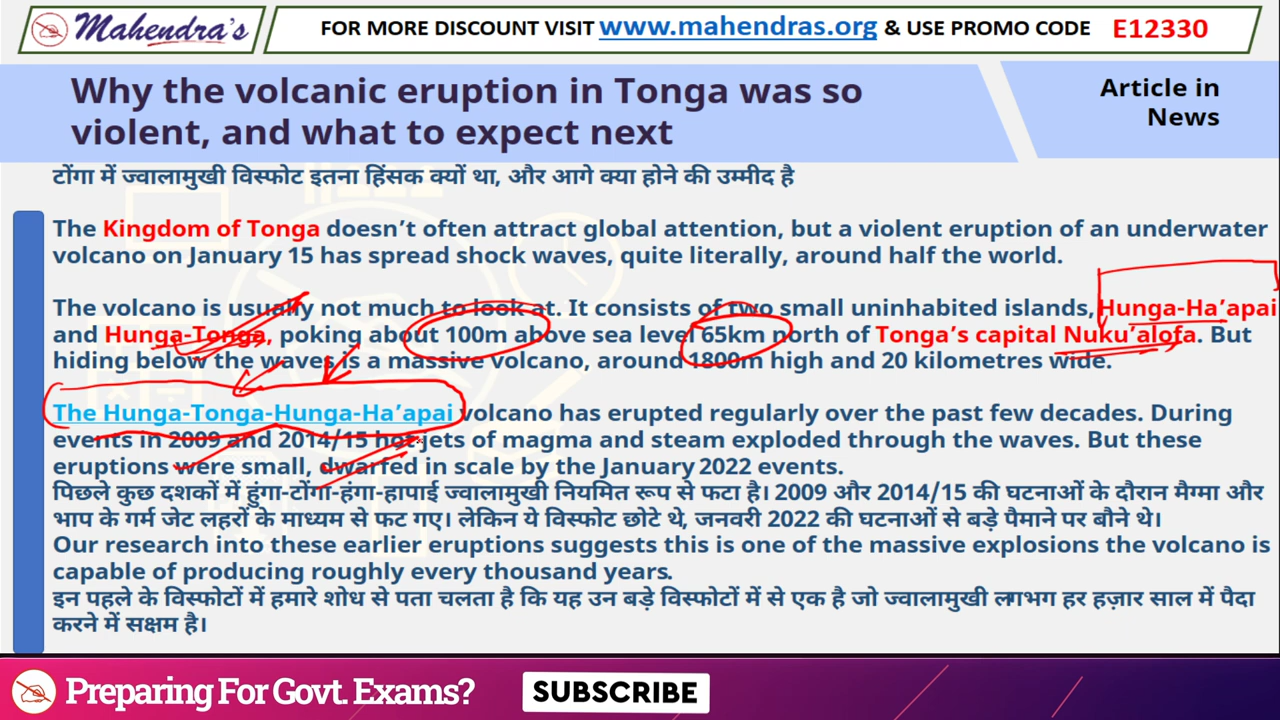 Mahendra's
FOR MORE DISCOUNT VISIT www.mahendras.org & USE PROMO CODE E12330
Why the volcanic eruption in Tonga was so
violent, and what to expect next
Article in
News
टोंगा में ज्वालामुखी विस्फोट इतना हिंसक क्यों था, और आगे क्या होने की उम्मीद है
The Kingdom of Tonga doesn't often attract global attention, but a violent eruption of an underwater
volcano on January 15 has spread shock waves, quite literally, around half the world.
The volcano is usually not much to look at. It consists of two small uninhabited islands, Hunga-Ha'apai
and Hunga-Tonga, poking about 100m above sea level 65km north of Tonga's capital Nuku'alofa. But
hiding below the waves is a massive volcano, around 1800m high and 20 kilometres wide.
The Hunga-Tonga-Hunga-Ha'apai volcano has erupted regularly over the past few decades. During
events in 2009 and 2014/15 hot jets of magma and steam exploded through the waves. But these
eruptions were small, dwarfed in scale by the January 2022 events.
पिछले कुछ दशकों में हुंगा-टोंगा-हंगा-हापाई ज्वालामुखी नियमित रूप से फटा है। 2009 और 2014/15 की घटनाओं के दौरान मैग्मा और
भाप के गर्म जेट लहरों के माध्यम से फट गए। लेकिन ये विस्फोट छोटे थे, जनवरी 2022 की घटनाओं से बड़े पैमाने पर बौने थे।
Our research into these earlier eruptions suggests this is one of the massive explosions the volcano is
capable of producing roughly every thousand years.
इन पहले के विस्फोटों में हमारे शोध से पता चलता है कि यह उन बड़े विस्फोटों में से एक है जो ज्वालामुखी लगभग हर हज़ार साल में पैदा
करने में सक्षम है।
Preparing For Govt. Exams?
SUBSCRIBE